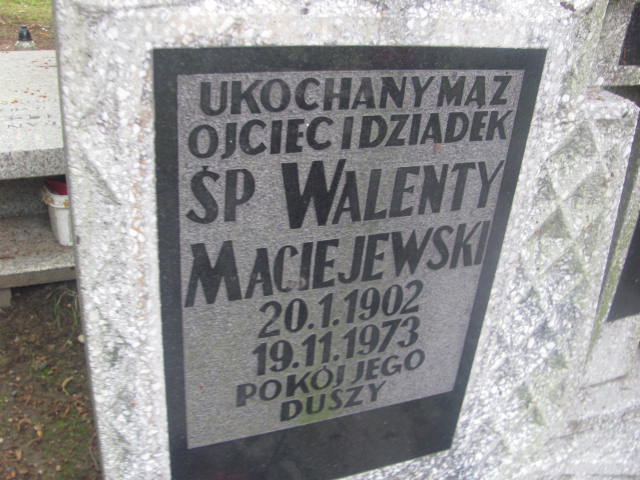 UKOCHANY MĄŻ
OJCIEC I DZIADEK
ŚP WALENTY
MACIEJEWSKI
20.1.1902
19.11.1973
POKÓJ JEGO
DUSZY